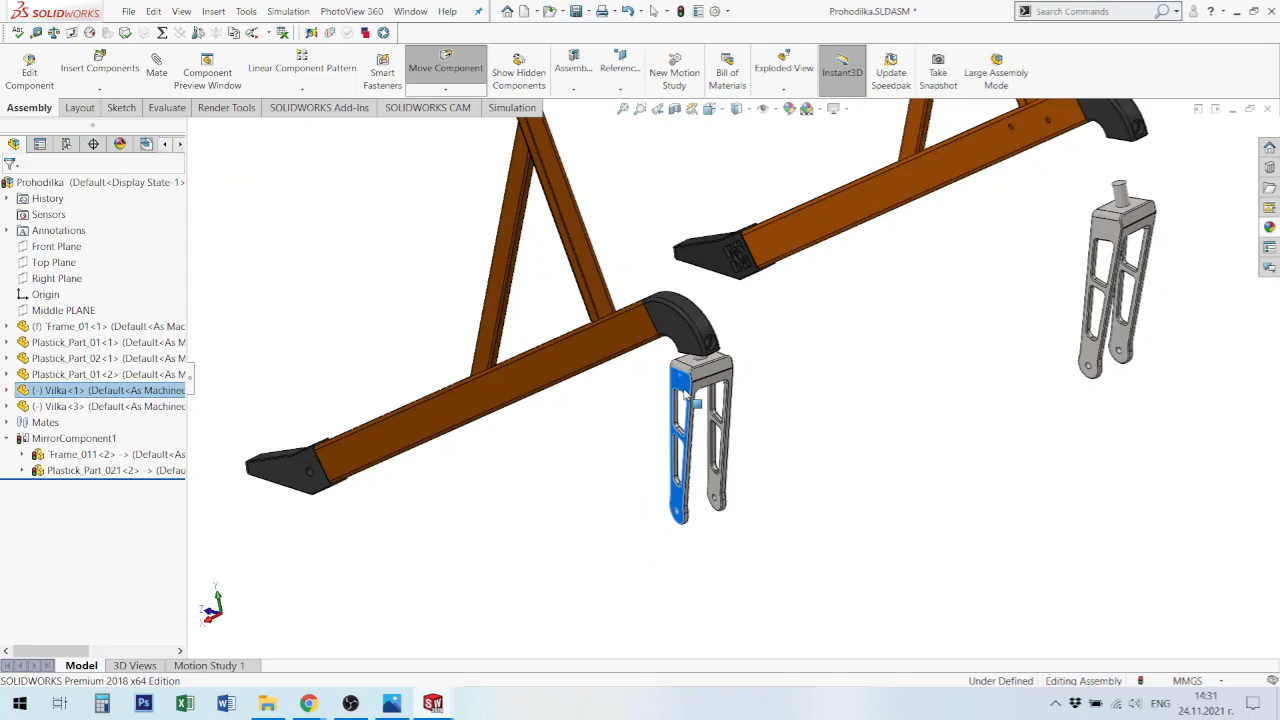 SOLIDWORKS File Edit View Insert Tools Simulation PhotoView 360 Window Help Prohodilka.SLDASM * Search Commands
Edit Component
Insert Components
Mate
Component Preview Window
Linear Component Pattern
Smart Fasteners
Move Component
Show Hidden Components
Assemb...
Referenc...
New Motion Study
Bill of Materials
Exploded View
Instant3D
Update Speedpak
Take Snapshot
Large Assembly Mode
Assembly Layout Sketch Evaluate Render Tools SOLIDWORKS Add-Ins SOLIDWORKS CAM Simulation
Prohodilka (Default<Display State-1>
History
Sensors
Annotations
Front Plane
Top Plane
Right Plane
Origin
Middle PLANE
(f) Frame_01<1> (Default<As Mac
Plastick_Part_01<1> (Default<As M
Plastick_Part_02<1> (Default<As M
Plastick_Part_01<2> (Default<As M
(-) Vilka<1> (Default<As Machined
(-) Vilka<3> (Default<As Machined
Mates
MirrorComponent1
Frame_011<2> -> (Default<As Ma
Plastick_Part_021<2> -> (Defau
Y
Z
X
Model 3D Views Motion Study 1
SOLIDWORKS Premium 2018 x64 Edition Under Defined Editing Assembly MMGS
ENG
14:31
24.11.2021 г.